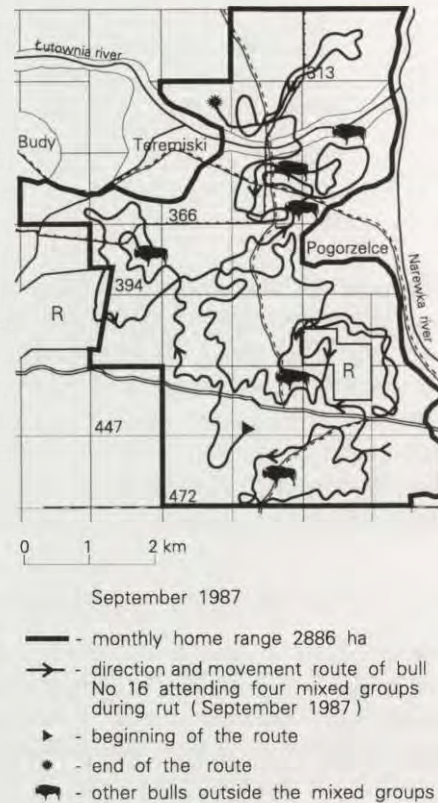 Łutownia river
313
Budy
Teremiski
366
Pogorzelce
Narewka river
394
R
R
447
472
0 1 2 km
September 1987
- monthly home range 2886 ha
- direction and movement route of bull
No 16 attending four mixed groups
during rut (September 1987)
- beginning of the route
- end of the route
- other bulls outside the mixed groups